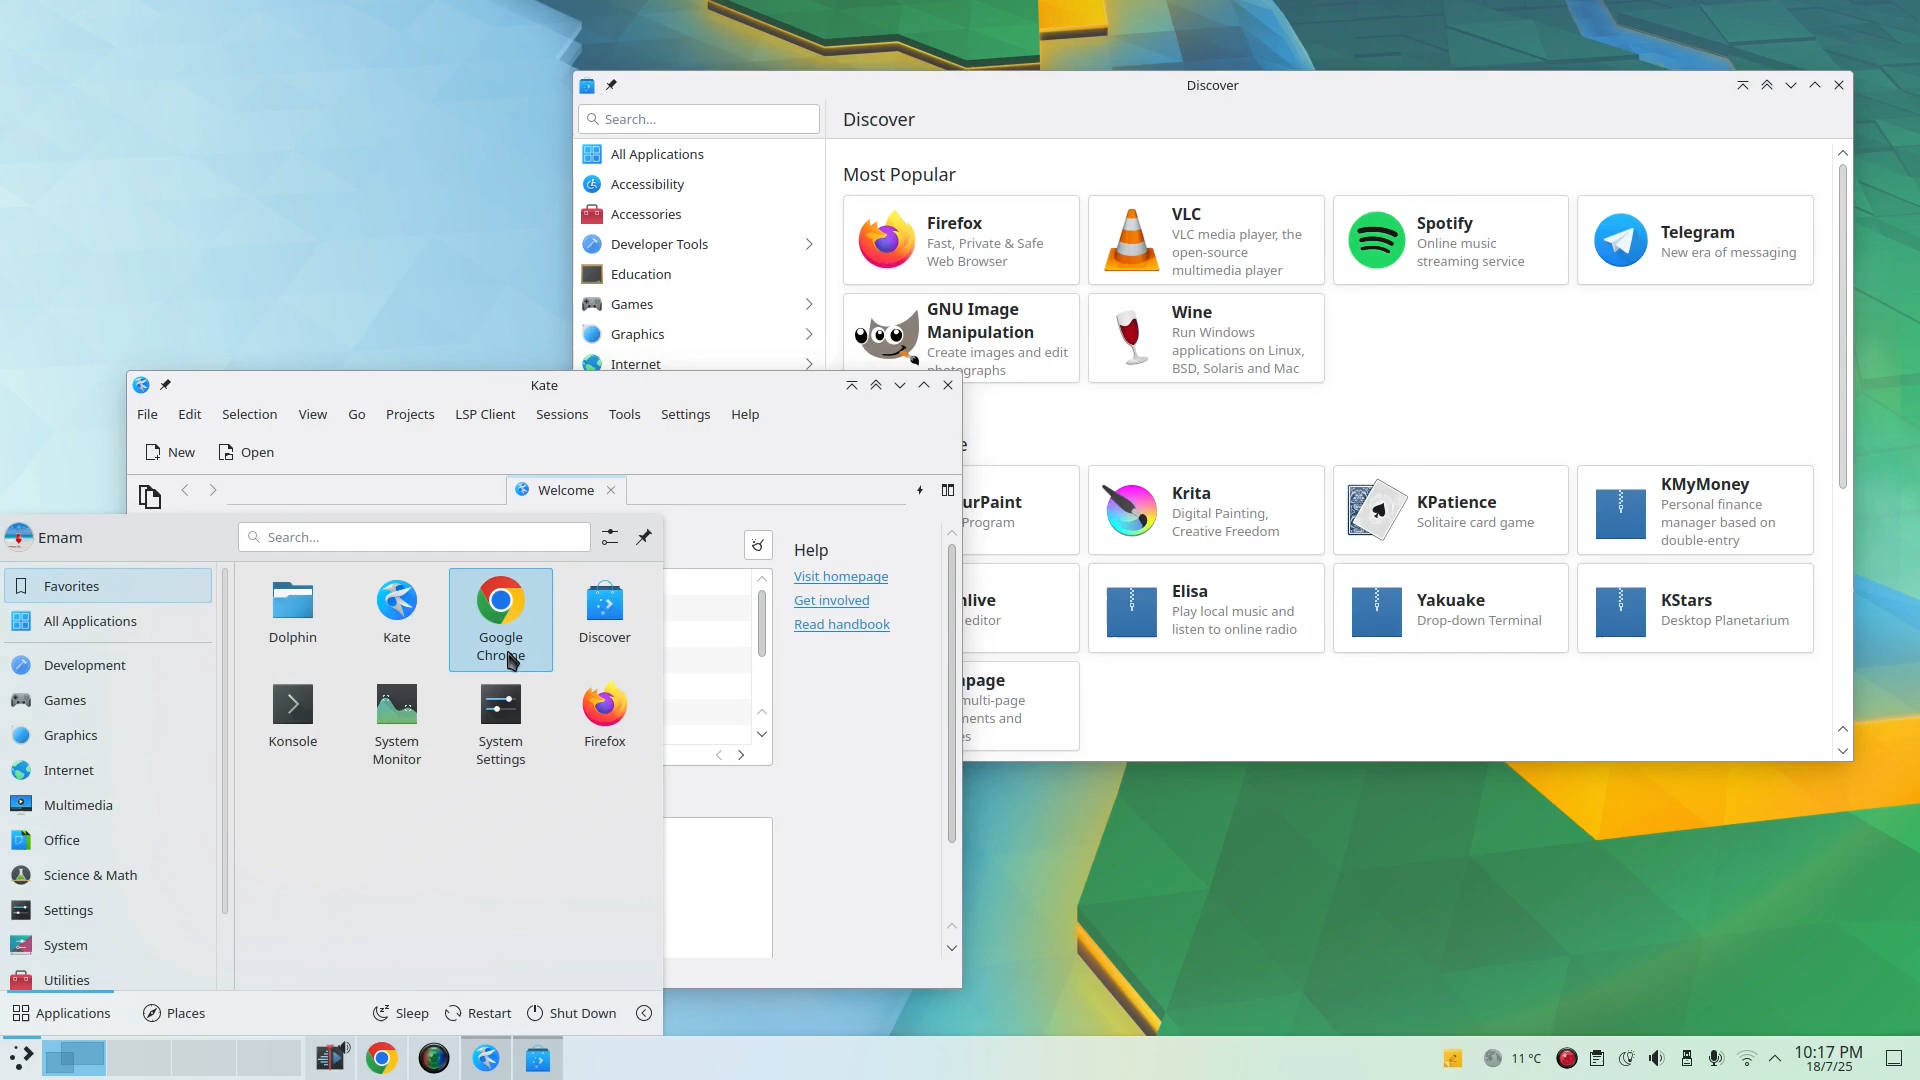 Discover
Search...
Discover
All Applications
Accessibility
Accessories
Developer Tools
Education
Games
Graphics
Internet
Most Popular
Firefox
Fast, Private & Safe
Web Browser
VLC
VLC media player, the
open-source
multimedia player
Spotify
Online music
streaming service
Telegram
New era of messaging
GNU Image
Manipulation
Create images and edit
photographs
Wine
Run Windows
applications on Linux,
BSD, Solaris and Mac
urPaint
Program
Krita
Digital Painting,
Creative Freedom
KPatience
Solitaire card game
KMyMoney
Personal finance
manager based on
double-entry
nlive
editor
Elisa
Play local music and
listen to online radio
Yakuake
Drop-down Terminal
KStars
Desktop Planetarium
page
multi-page
ments and
es
Kate
File Edit Selection View Go Projects LSP Client Sessions Tools Settings Help
New Open
Welcome
Help
Visit homepage
Get involved
Read handbook
Emam
Search...
Favorites
All Applications
Development
Games
Graphics
Internet
Multimedia
Office
Science & Math
Settings
System
Utilities
Dolphin
Kate
Google
Chrome
Discover
Konsole
System
Monitor
System
Settings
Firefox
Applications Places Sleep Restart Shut Down
11 °C
10:17 PM
18/7/25